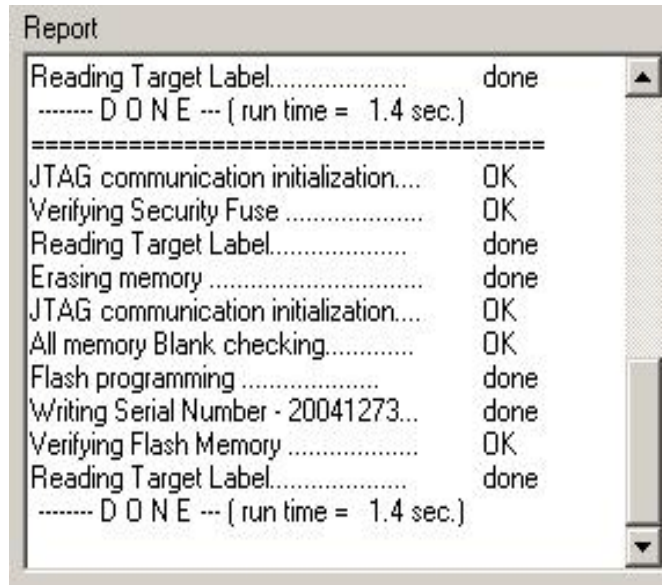 Report
Reading Target Label.................... done
-------- D O N E --- ( run time =  1.4 sec.)
=====================================
JTAG communication initialization.... OK
Verifying Security Fuse ...................... OK
Reading Target Label.................... done
Erasing memory .................................. done
JTAG communication initialization.... OK
All memory Blank checking............. OK
Flash programming ...................... done
Writing Serial Number - 20041273... done
Verifying Flash Memory ................... OK
Reading Target Label.................... done
-------- D O N E --- ( run time =  1.4 sec.)